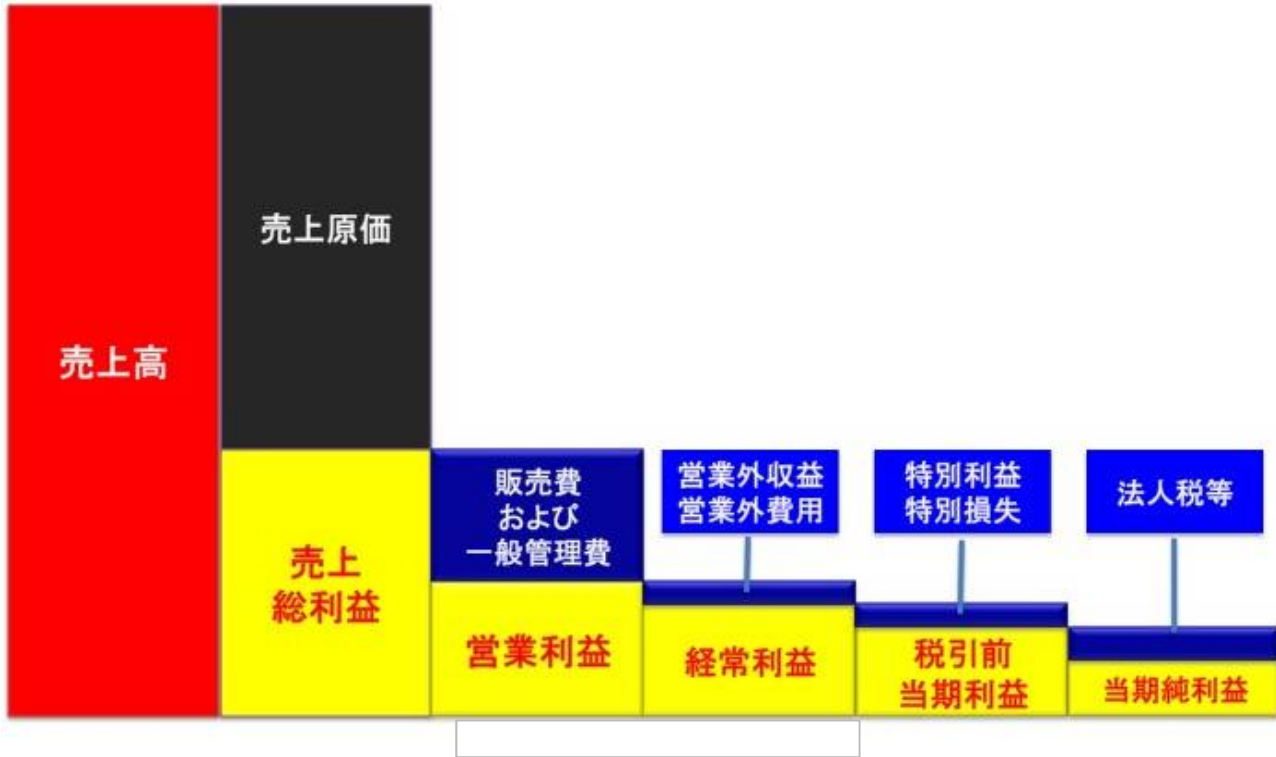 売上高
売上原価
売上
総利益
販売費
および
一般管理費
営業利益
営業外収益
営業外費用
経常利益
特別利益
特別損失
税引前
当期利益
法人税等
当期純利益